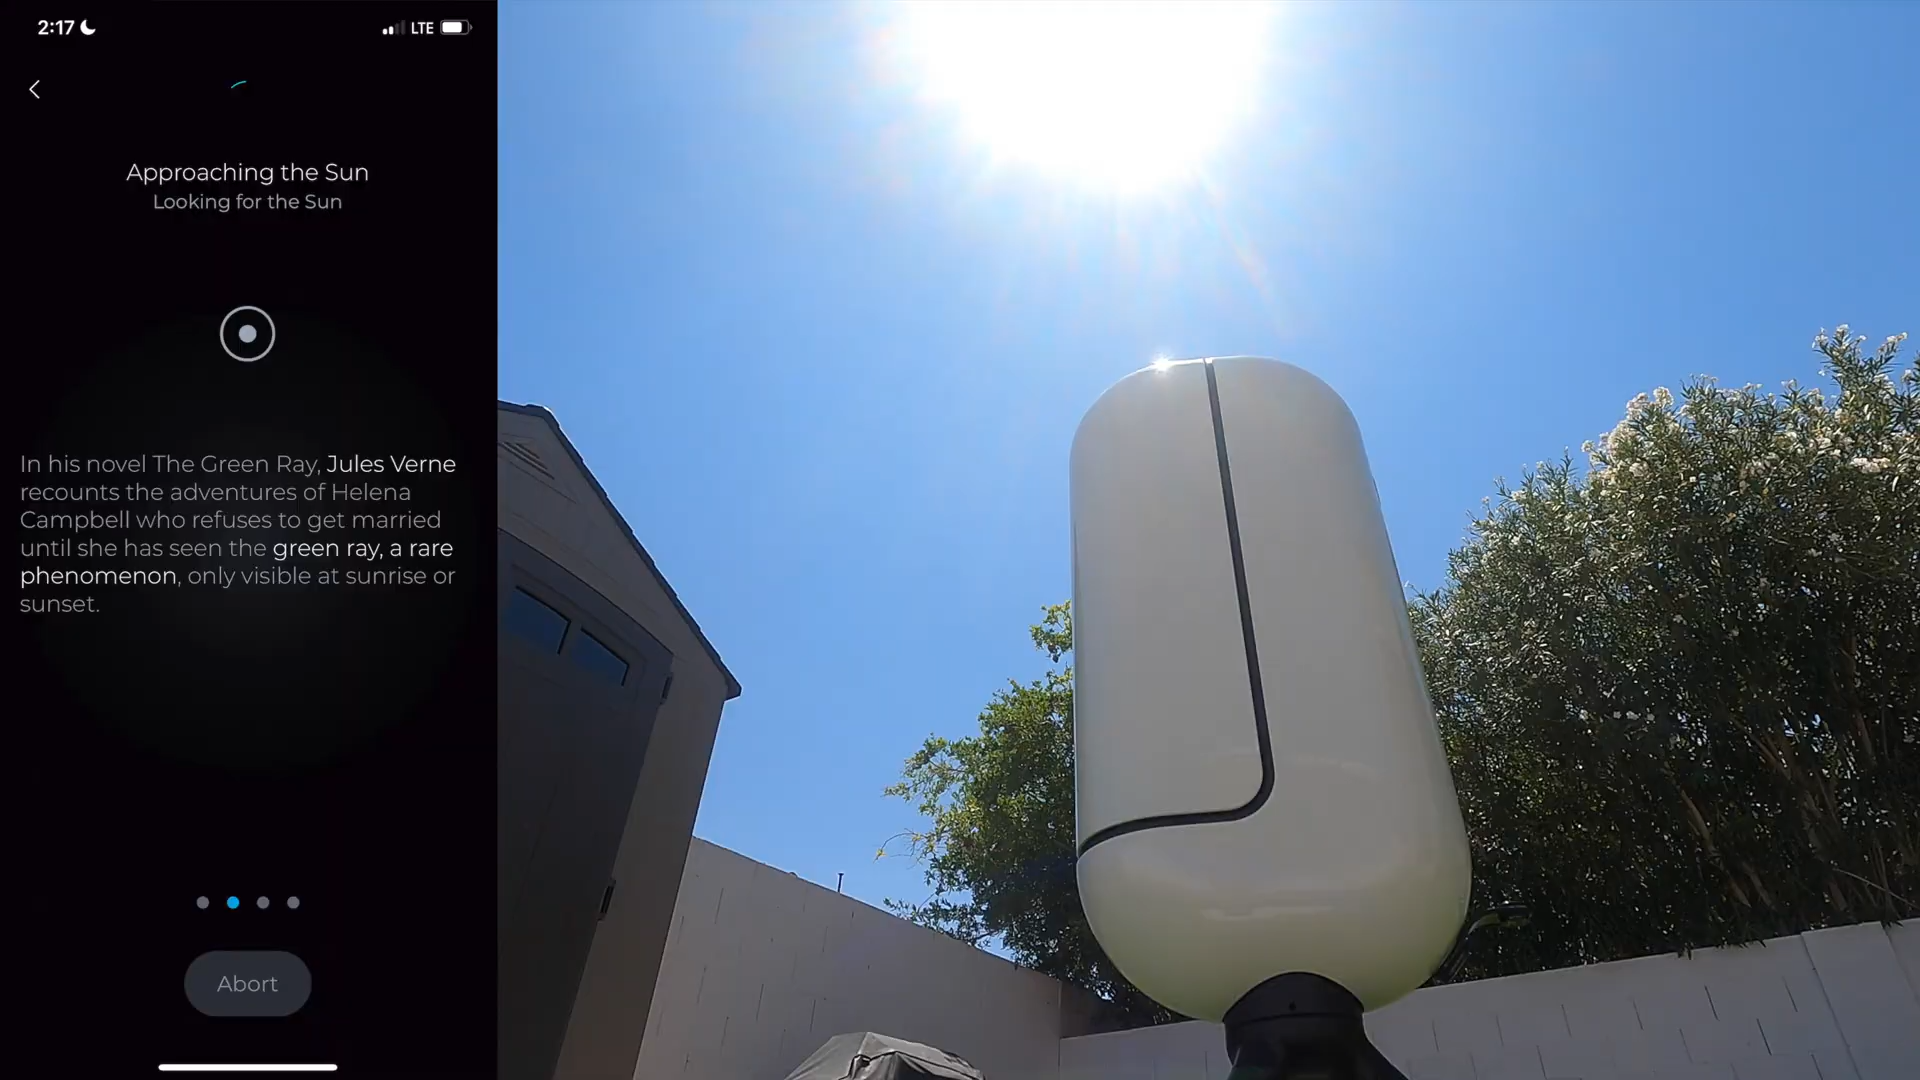 2:17
LTE
Approaching the Sun
Looking for the Sun
In his novel The Green Ray, Jules Verne
recounts the adventures of Helena
Campbell who refuses to get married
until she has seen the green ray, a rare
phenomenon, only visible at sunrise or
sunset.
Abort